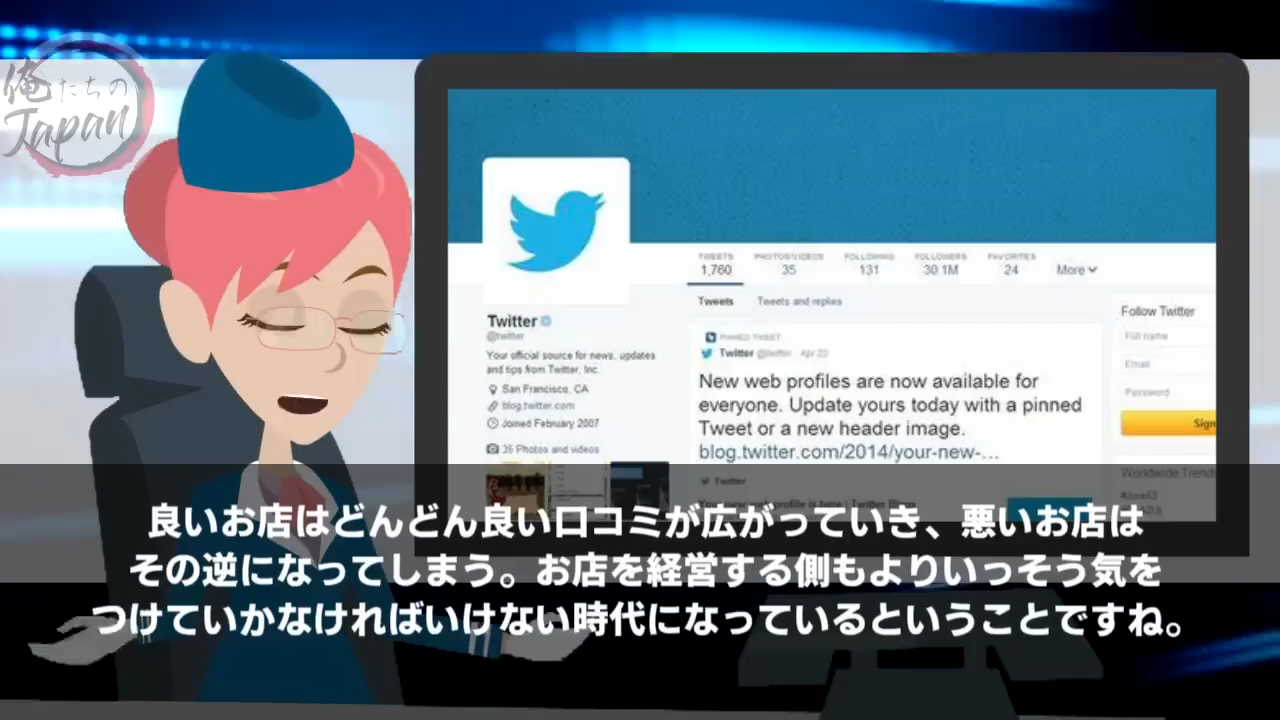 俺たちの
Japan
TWEETS
1,760
PHOTOS/VIDEOS
35
FOLLOWING
131
FOLLOWERS
30.1M
FAVORITES
24
More
Tweets
Tweets and replies
Twitter
@twitter
Your official source for news, updates
and tips from Twitter, Inc.
San Francisco, CA
blog.twitter.com
Joined February 2007
35 Photos and videos
PINNED TWEET
Twitter @twitter · Apr 22
New web profiles are now available for
everyone. Update yours today with a pinned
Tweet or a new header image.
blog.twitter.com/2014/your-new-...
Twitter
Follow Twitter
Full name
Email
Password
Sign
Worldwide Trends
良いお店はどんどん良い口コミが広がっていき、悪いお店は
その逆になってしまう。お店を経営する側もよりいっそう気を
つけていかなければいけない時代になっているということですね。